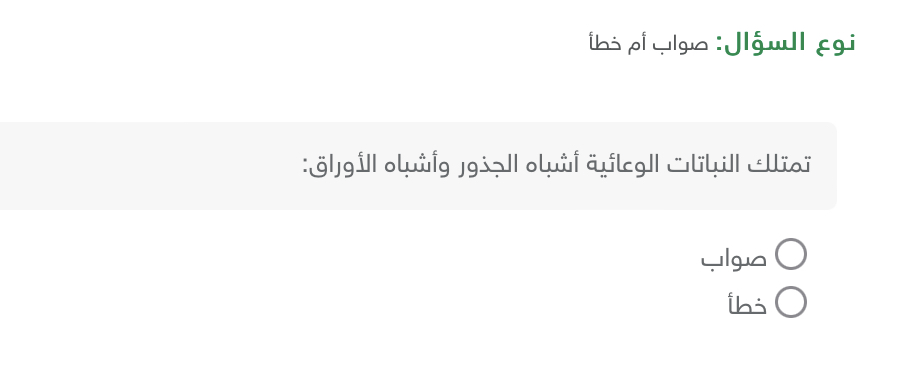 نوع السؤال: صواب أم خطأ
تمتلك النباتات الوعائية أشباه الجذور وأشباه الأوراق:
صواب
خطأ